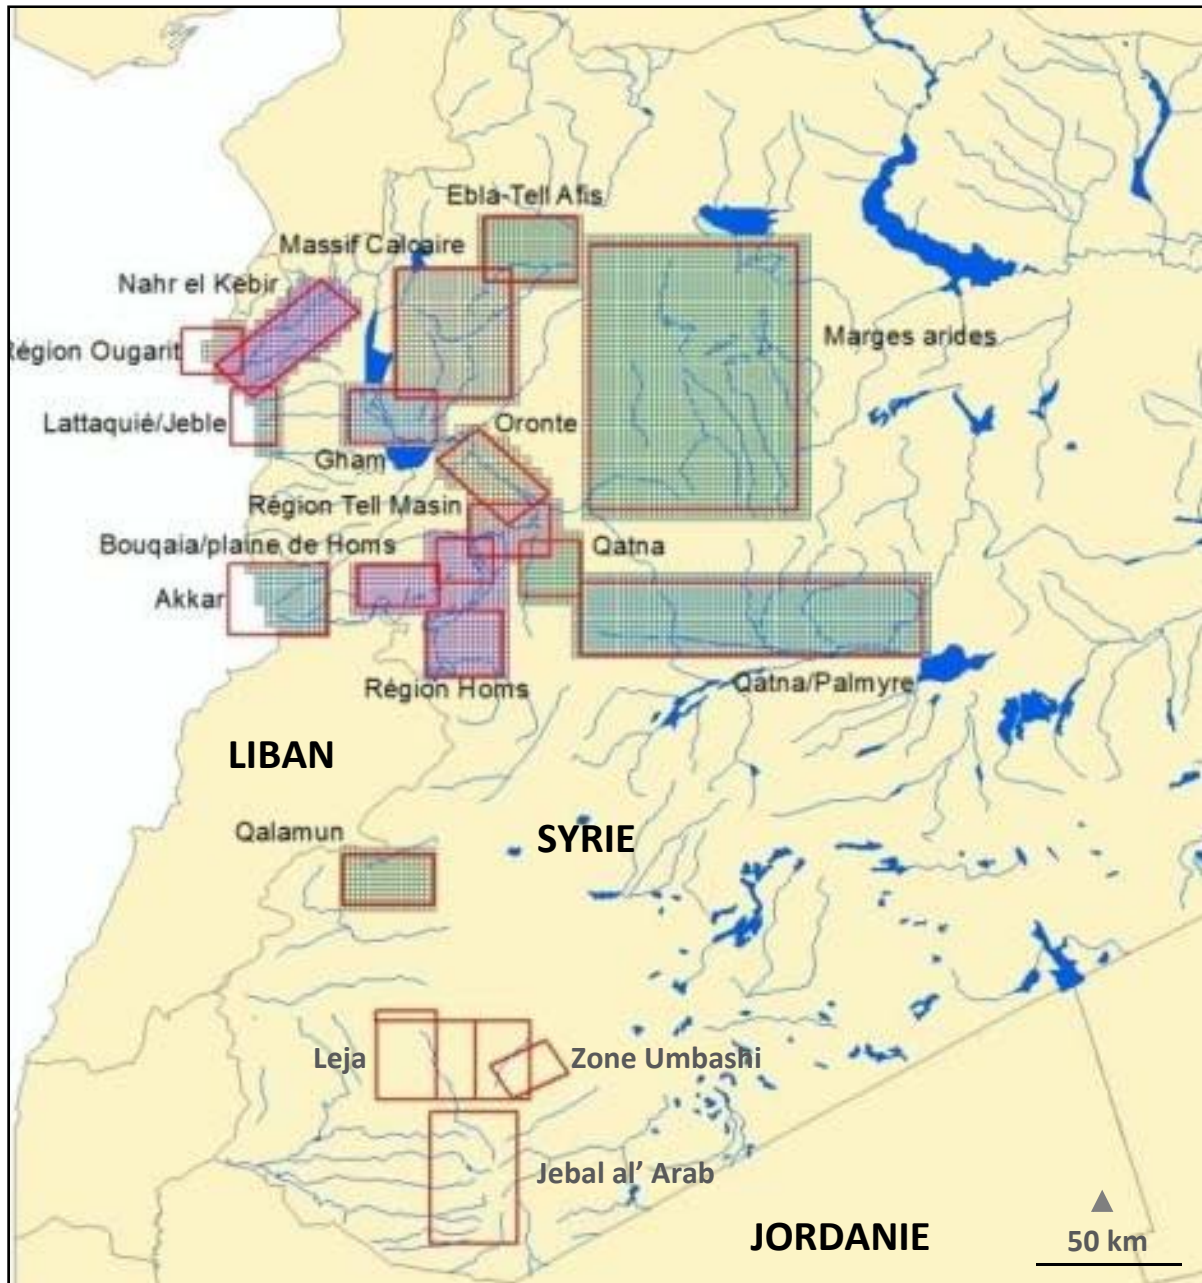 Ebla-Tell Afis
Massif Calcaire
Nahr el Kebir
Région Ougarit
Marges arides
Lattaquié/Jeble
Oronte
Gham
Région Tell Masin
Bouqaia/plaine de Homs
Qatna
Akkar
Qatna/Palmyre
Région Homs
LIBAN
Qalamun
SYRIE
Leja
Zone Umbashi
Jebal al’ Arab
JORDANIE
50 km